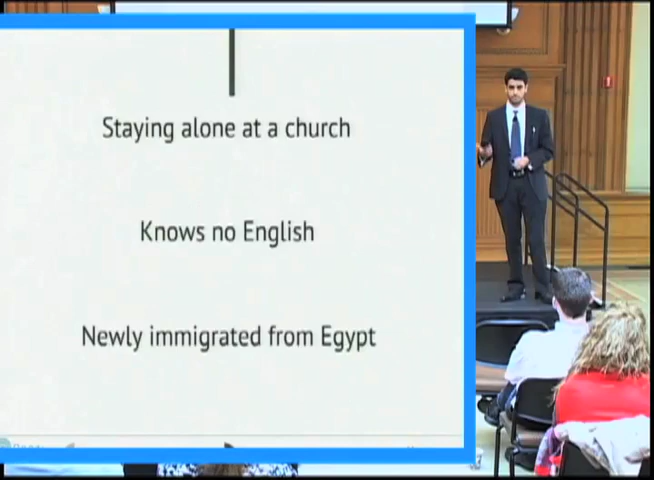 Staying alone at a church
Knows no English
Newly immigrated from Egypt